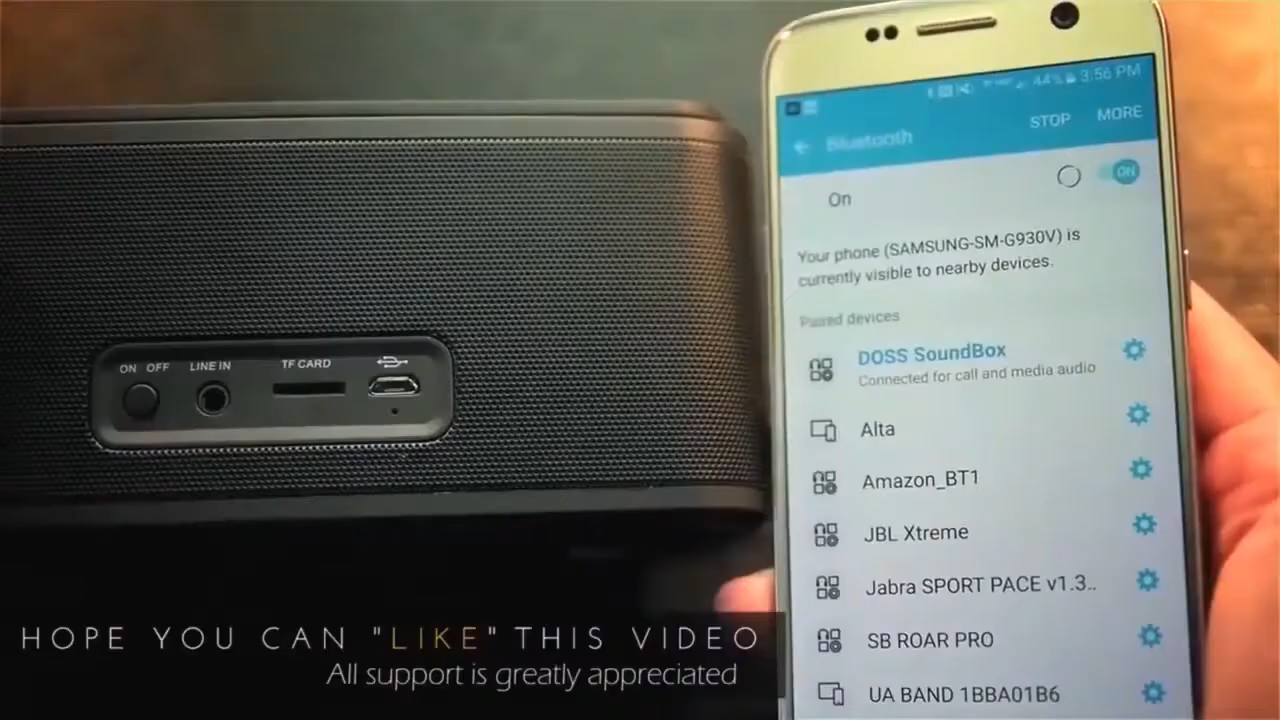 ON OFF LINE IN TF CARD
44% 3:56 PM
Bluetooth STOP MORE
On ON
Your phone (SAMSUNG-SM-G930V) is
currently visible to nearby devices.
Paired devices
DOSS SoundBox
Connected for call and media audio
Alta
Amazon_BT1
JBL Xtreme
Jabra SPORT PACE v1.3..
SB ROAR PRO
UA BAND 1BBA01B6
HOPE YOU CAN "LIKE" THIS VIDEO
All support is greatly appreciated